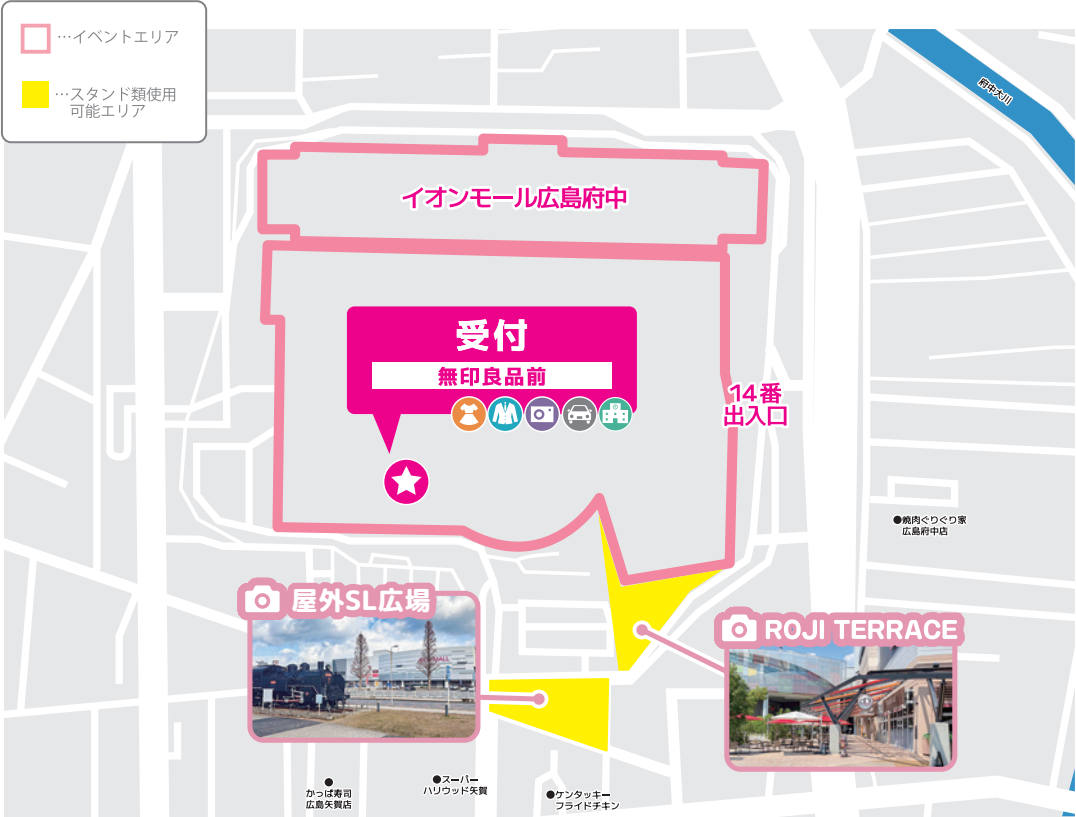 …イベントエリア
…スタンド類使用
可能エリア
府中大川
イオンモール広島府中
受付
無印良品前
14番
出入口
●焼肉ぐりぐり家
広島府中店
屋外SL広場
ROJI TERRACE
●
かっぱ寿司
広島矢賀店
●スーパー
ハリウッド矢賀
●ケンタッキー
フライドチキン